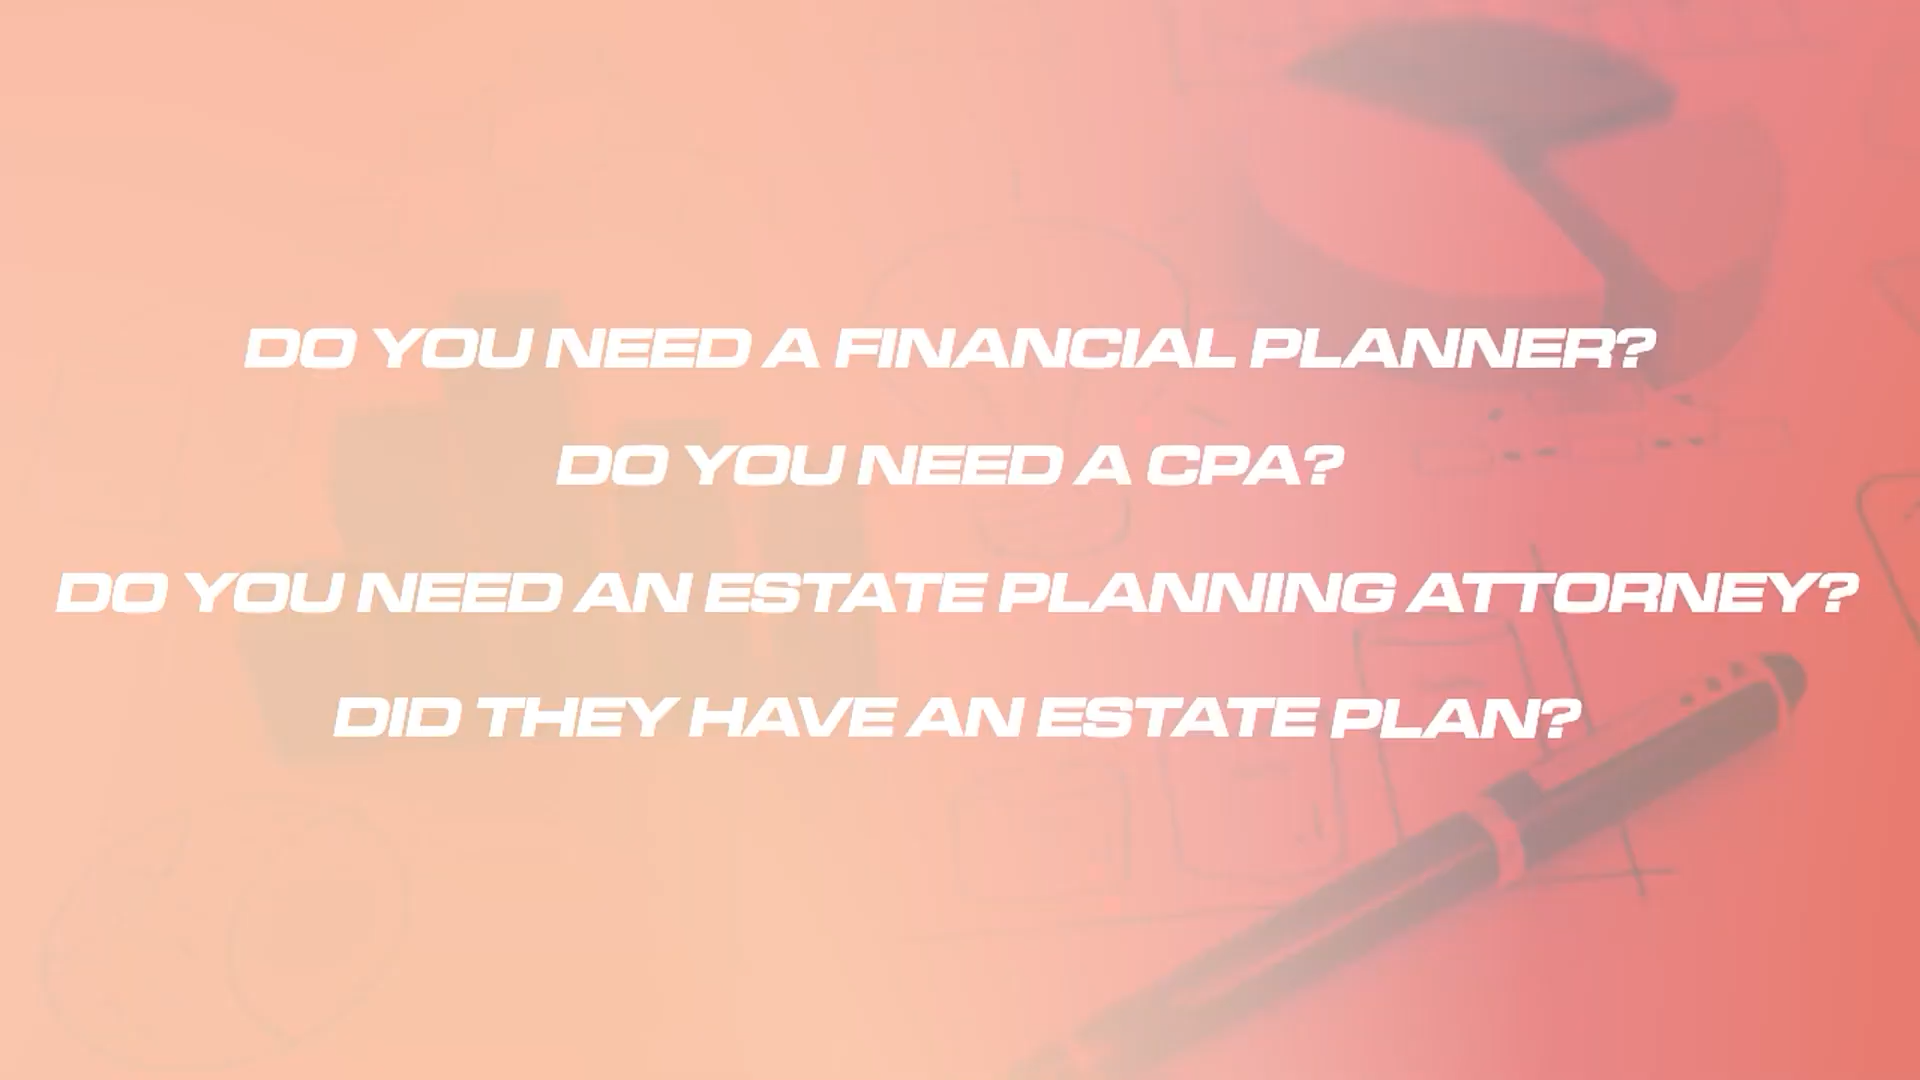 DO YOU NEED A FINANCIAL PLANNER?
DO YOU NEED A CPA?
DO YOU NEED AN ESTATE PLANNING ATTORNEY?
DID THEY HAVE AN ESTATE PLAN?